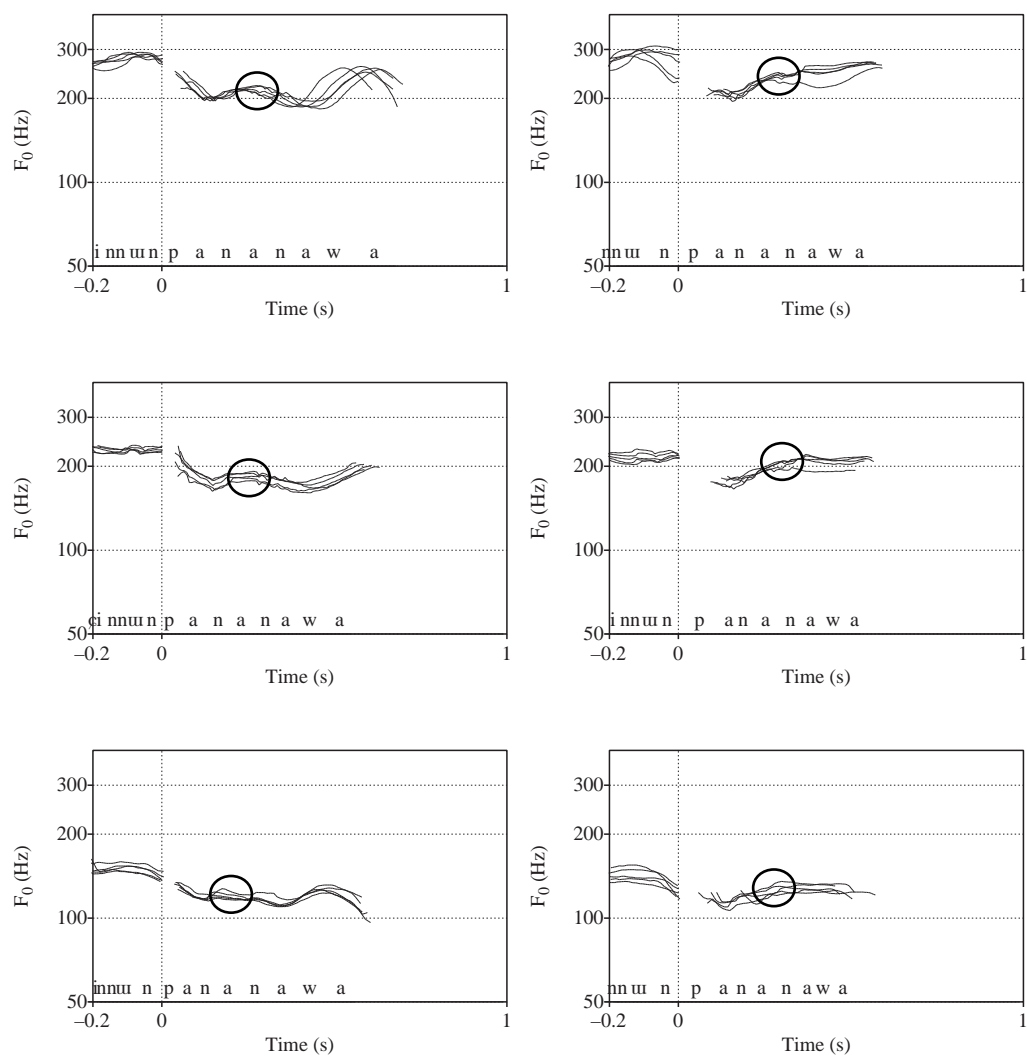 300
200
F0 (Hz)
100
i nn ɯ n p a n a n a w a
50
–0.2 0 1
Time (s)
300
200
F0 (Hz)
100
nn ɯ n p a n a n a w a
50
–0.2 0 1
Time (s)
300
200
F0 (Hz)
100
çi nn ɯ n p a n a n a w a
50
–0.2 0 1
Time (s)
300
200
F0 (Hz)
100
i nn ɯ n p a n a n a w a
50
–0.2 0 1
Time (s)
300
200
F0 (Hz)
100
i nn ɯ n p a n a n a w a
50
–0.2 0 1
Time (s)
300
200
F0 (Hz)
100
nn ɯ n p a n a n a w a
50
–0.2 0 1
Time (s)